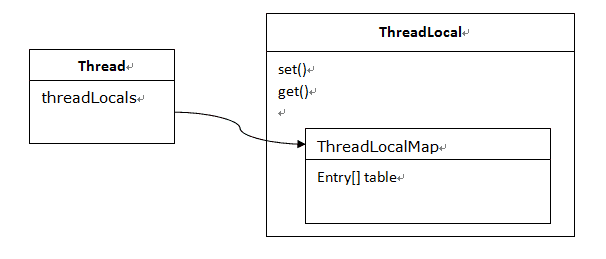 Thread
threadLocals
ThreadLocal
set()
get()
ThreadLocalMap
Entry[] table